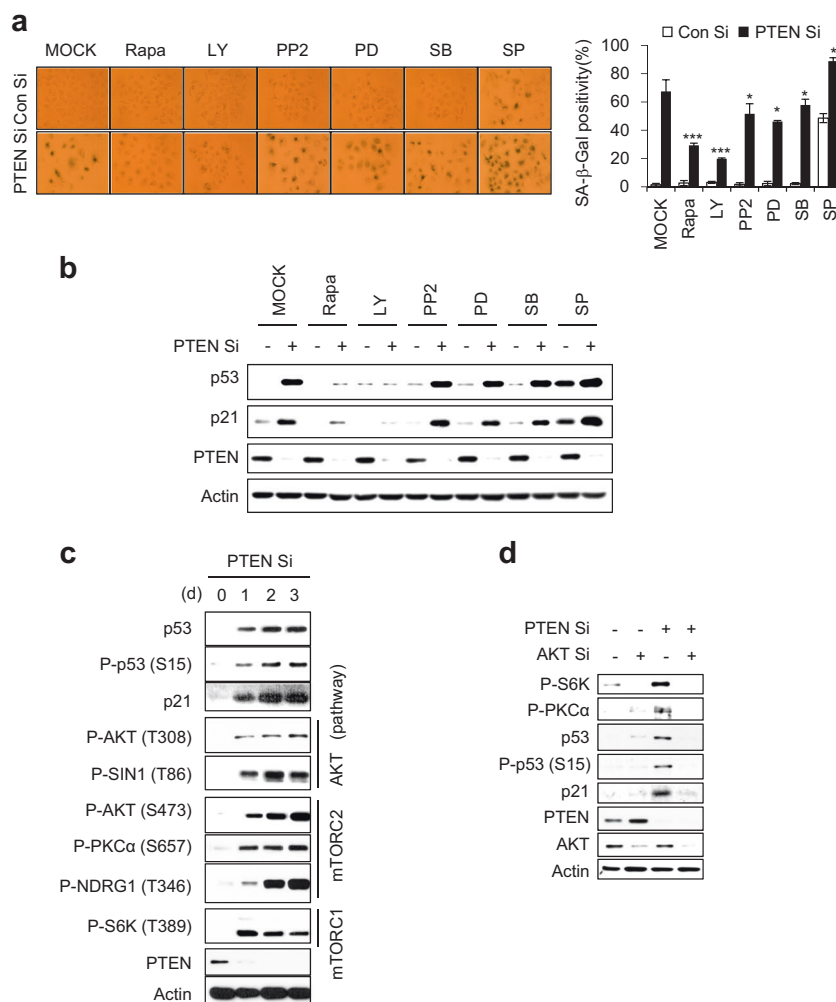 a
MOCK Rapa LY PP2 PD SB SP
Con Si
PTEN Si
Con Si PTEN Si
SA-β-Gal positivity(%)
100
80
60
40
20
0
*** *** * * * *
MOCK Rapa LY PP2 PD SB SP
b
MOCK Rapa LY PP2 PD SB SP
PTEN Si - + - + - + - + - + - + - +
p53
p21
PTEN
Actin
c
PTEN Si
(d) 0 1 2 3
p53
P-p53 (S15)
p21
P-AKT (T308)
P-SIN1 (T86)
AKT (pathway)
P-AKT (S473)
P-PKCα (S657)
P-NDRG1 (T346)
mTORC2
P-S6K (T389)
mTORC1
PTEN
Actin
d
PTEN Si - - + +
AKT Si - + - +
P-S6K
P-PKCα
p53
P-p53 (S15)
p21
PTEN
AKT
Actin